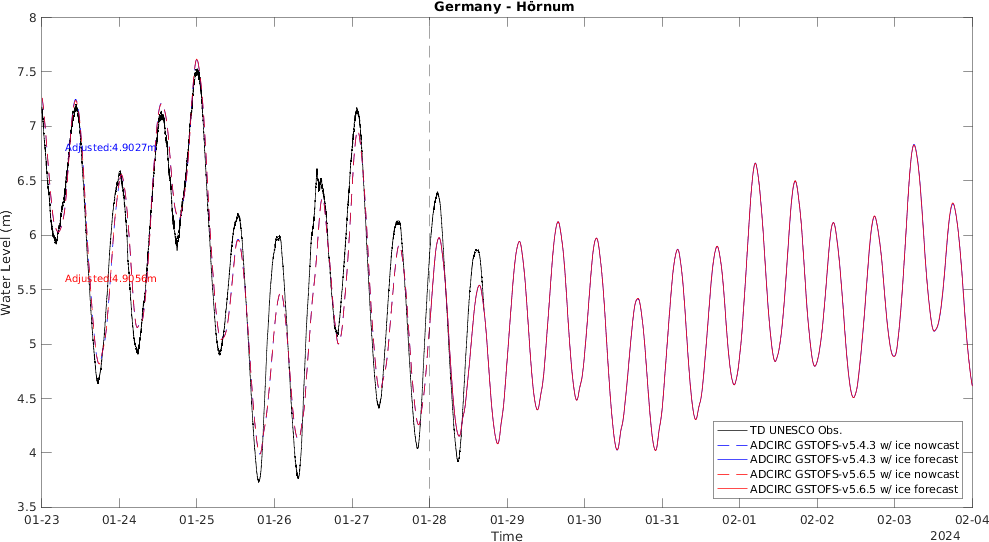 Germany - Hörnum
8
7.5
7
6.5
6
5.5
5
4.5
4
3.5
Water Level (m)
Adjusted:4.9027m
Adjusted:4.9056m
TD UNESCO Obs.
ADCIRC GSTOFS-v5.4.3 w/ ice nowcast
ADCIRC GSTOFS-v5.4.3 w/ ice forecast
ADCIRC GSTOFS-v5.6.5 w/ ice nowcast
ADCIRC GSTOFS-v5.6.5 w/ ice forecast
01-23 01-24 01-25 01-26 01-27 01-28 01-29 01-30 01-31 02-01 02-02 02-03 02-04
Time
2024